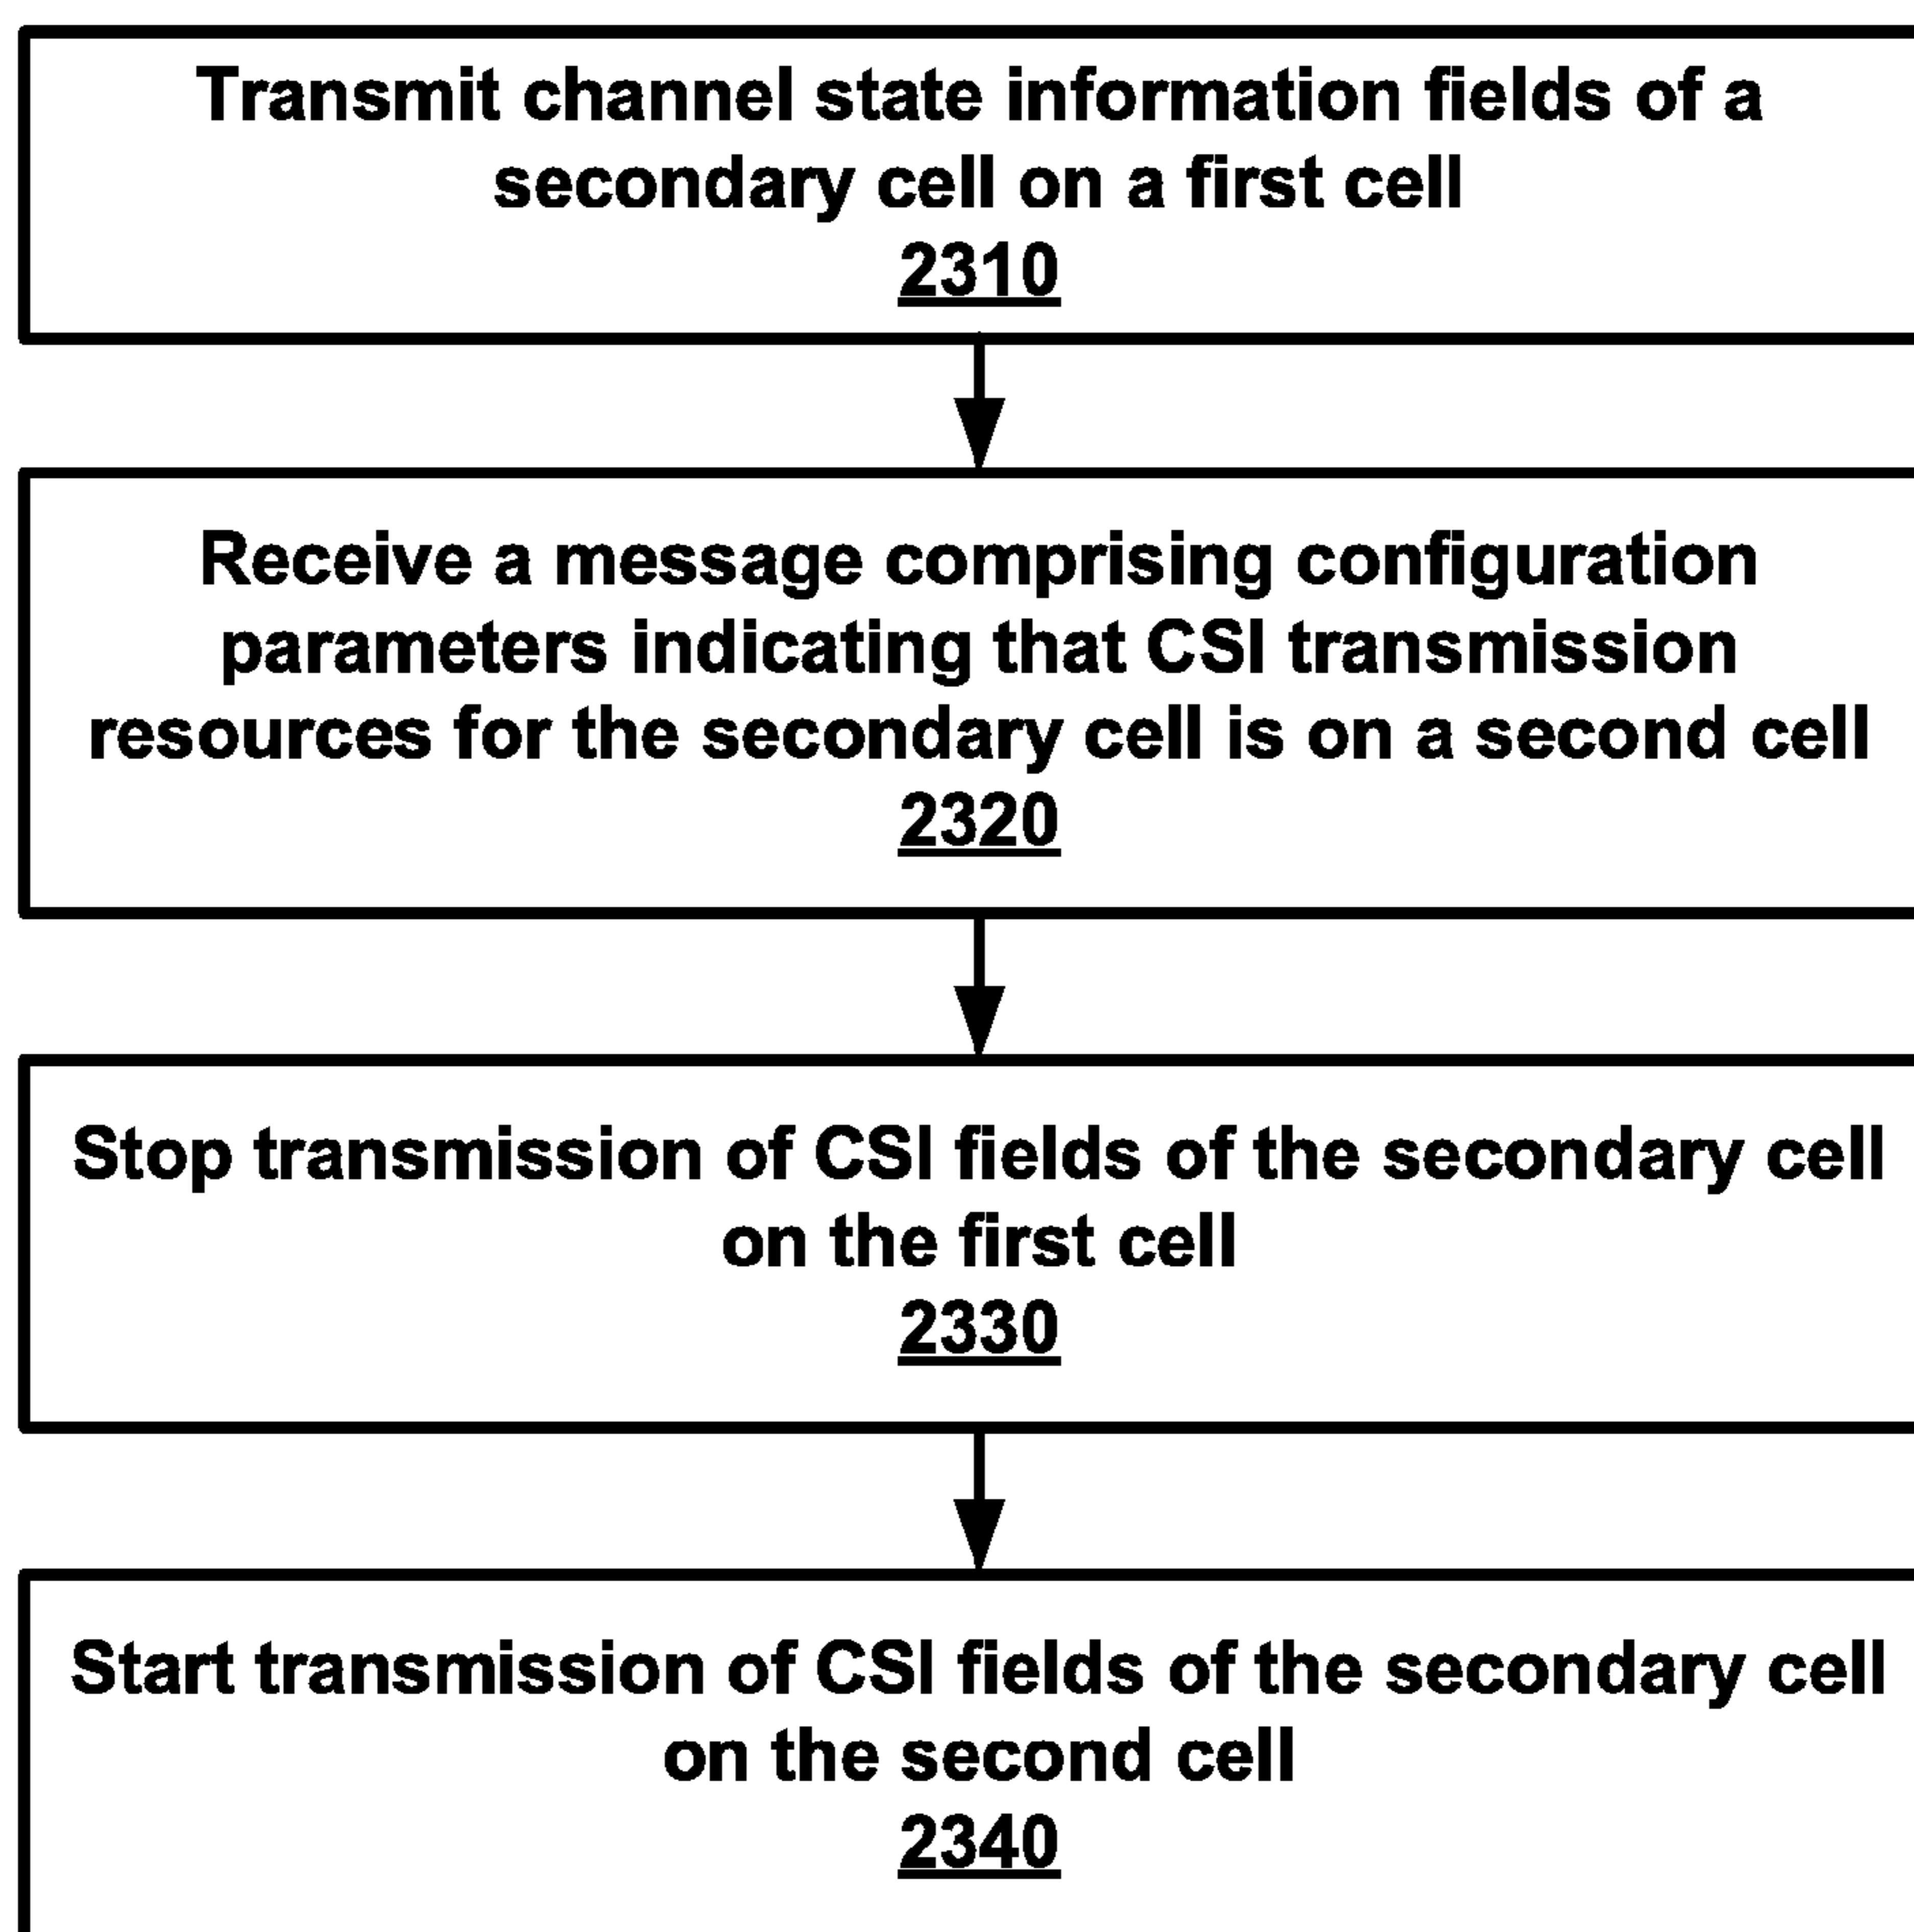 Transmit channel state information fields of a
secondary cell on a first cell
2310
Receive a message comprising configuration
parameters indicating that CSI transmission
resources for the secondary cell is on a second cell
2320
Stop transmission of CSI fields of the secondary cell
on the first cell
2330
Start transmission of CSI fields of the secondary cell
on the second cell
2340